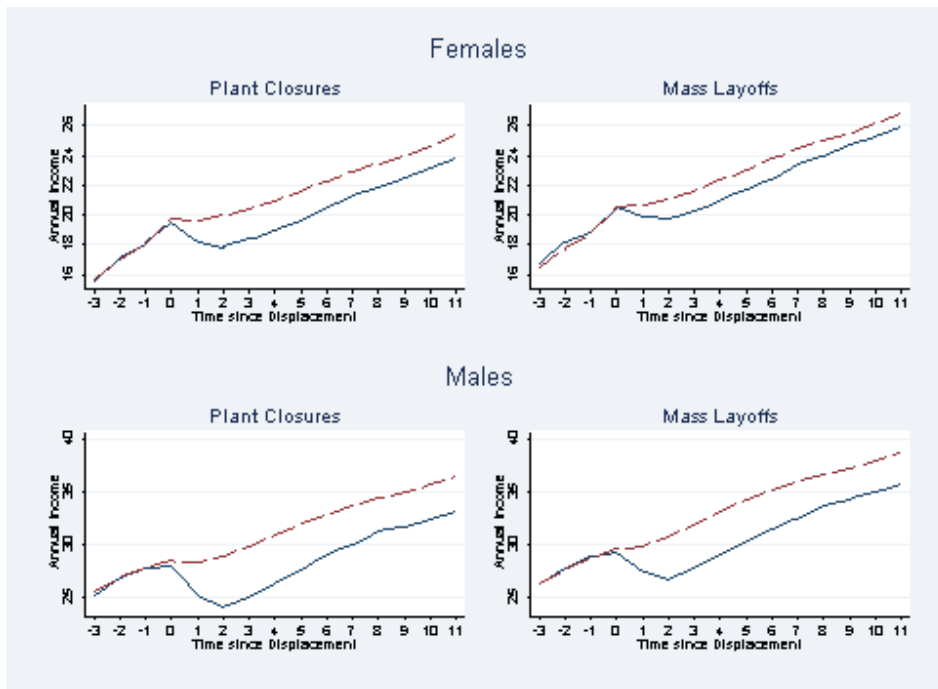 Females
Plant Closures
Mass Layoffs
Annual Income
26
24
22
20
18
16
-3 -2 -1 0 1 2 3 4 5 6 7 8 9 10 11
Time since Displacement
Annual Income
26
24
22
20
18
16
-3 -2 -1 0 1 2 3 4 5 6 7 8 9 10 11
Time since Displacement
Males
Plant Closures
Mass Layoffs
Annual Income
40
35
30
25
-3 -2 -1 0 1 2 3 4 5 6 7 8 9 10 11
Time since Displacement
Annual Income
40
35
30
25
-3 -2 -1 0 1 2 3 4 5 6 7 8 9 10 11
Time since Displacement